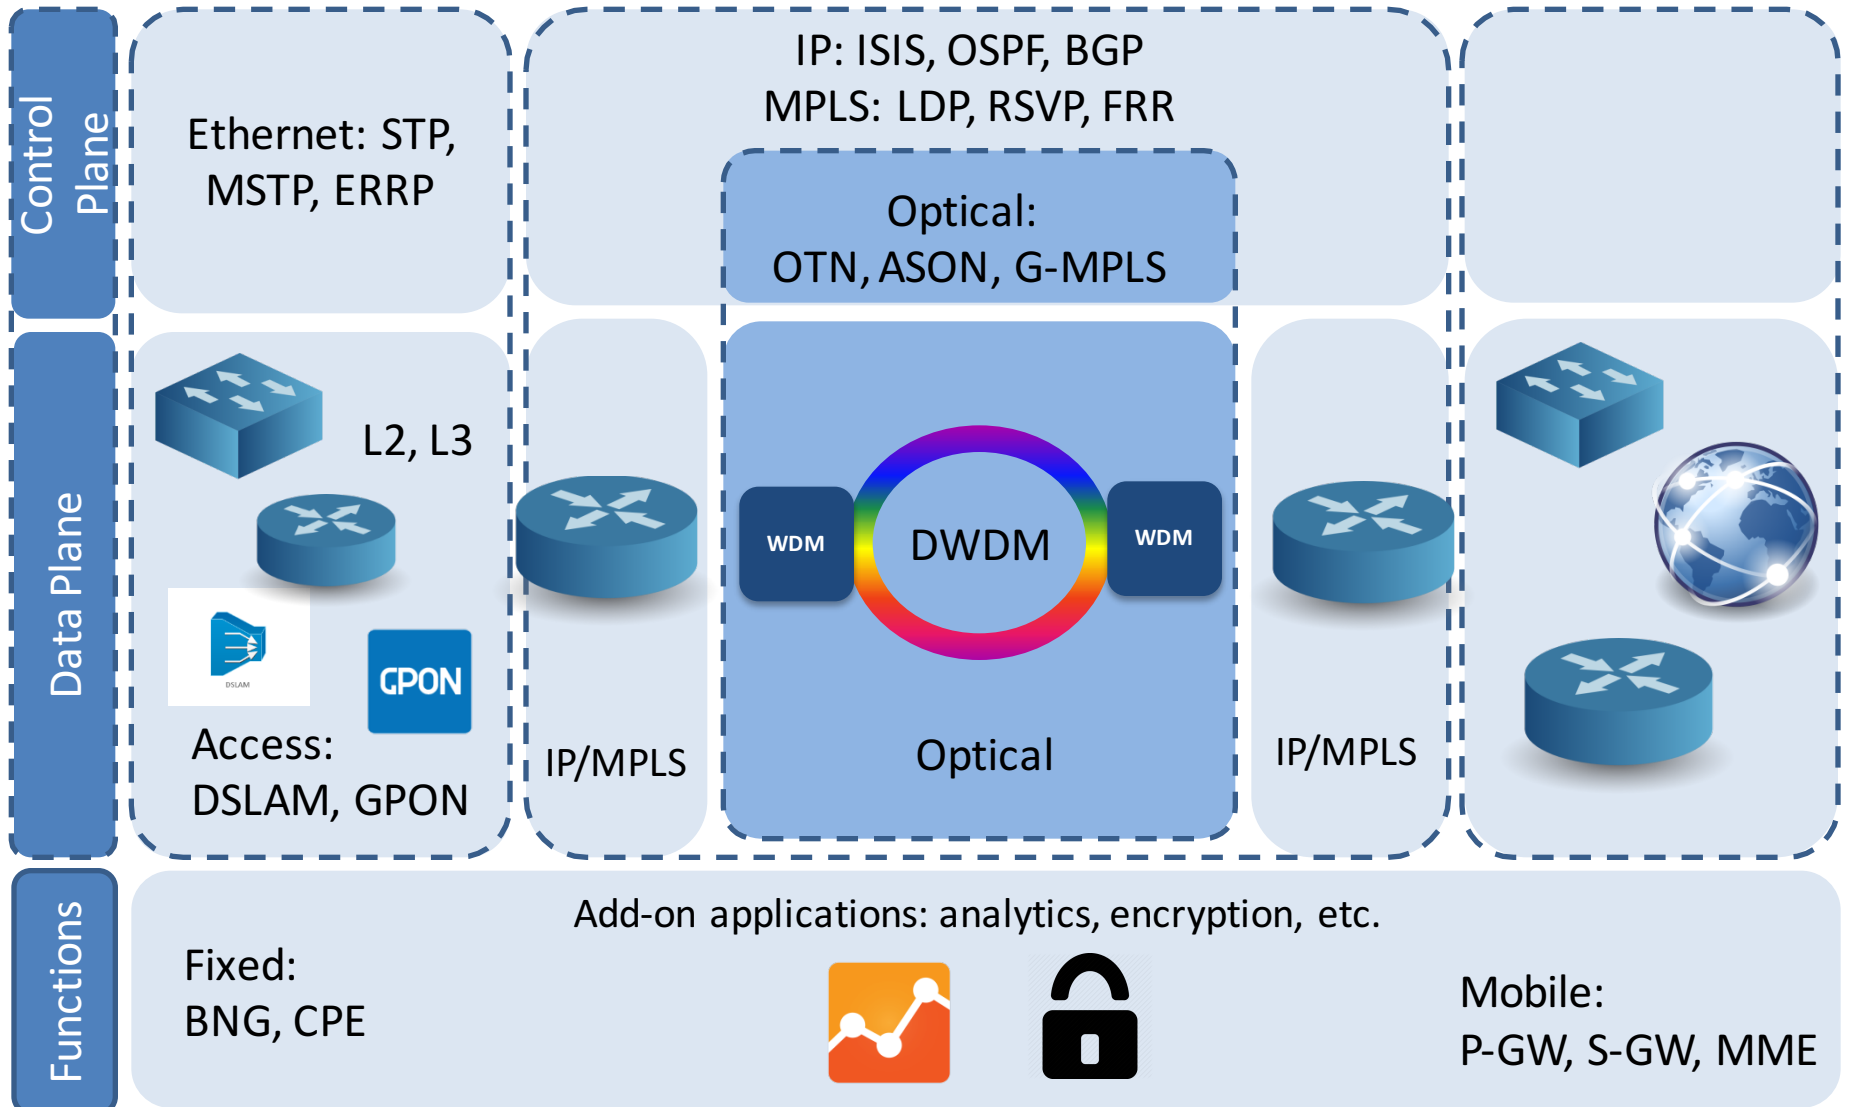 Control
Plane
Ethernet: STP,
MSTP, ERRP
IP: ISIS, OSPF, BGP
MPLS: LDP, RSVP, FRR
Optical:
OTN, ASON, G-MPLS
Data Plane
L2, L3
DSLAM
GPON
Access:
DSLAM, GPON
IP/MPLS
WDM
DWDM
WDM
Optical
IP/MPLS
Functions
Add-on applications: analytics, encryption, etc.
Fixed:
BNG, CPE
Mobile:
P-GW, S-GW, MME